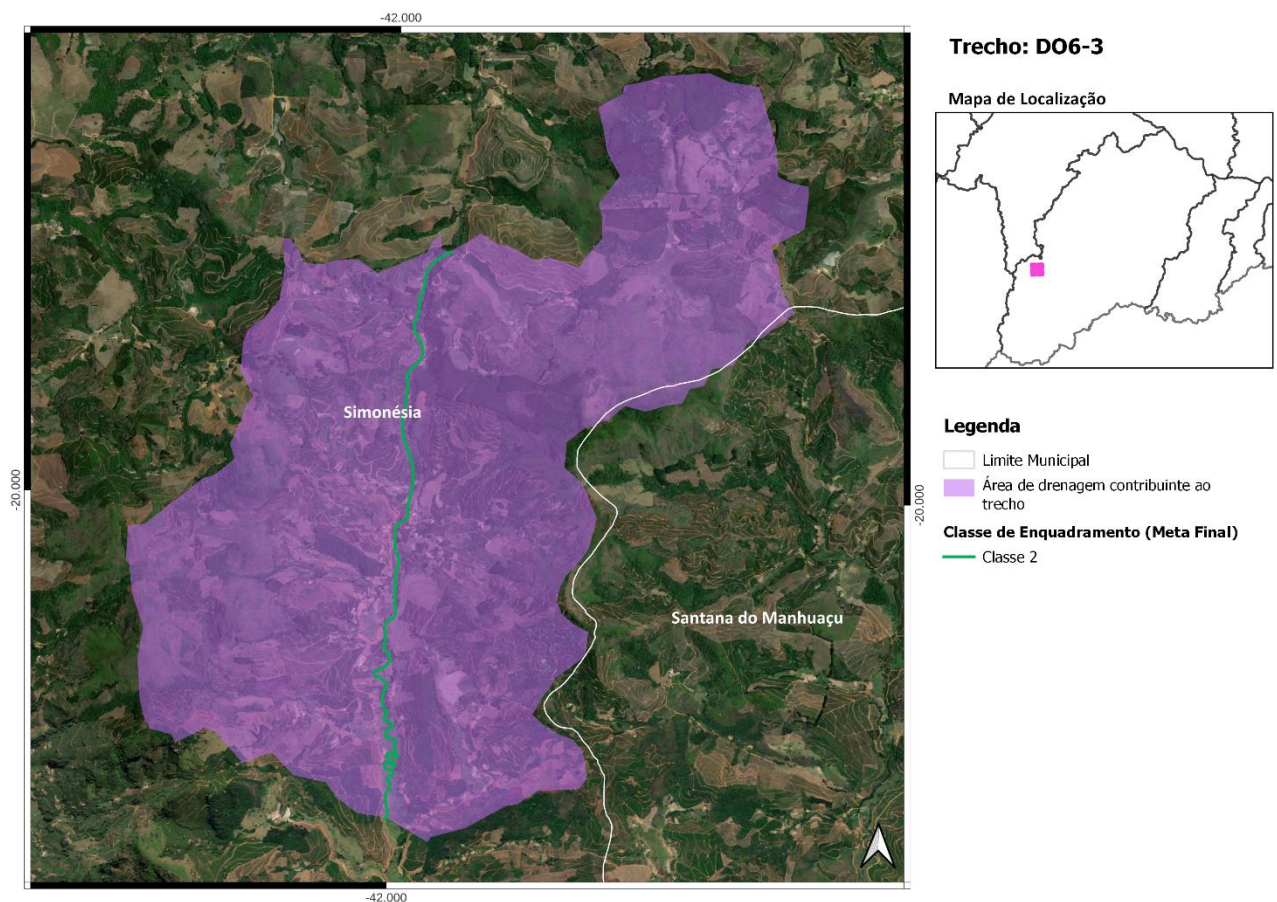 -42.000
Trecho: DO6-3
Mapa de Localização
Simonésia
-20.000
-20.000
Legenda
Limite Municipal
Área de drenagem contribuinte ao
trecho
Classe de Enquadramento (Meta Final)
Classe 2
Santana do Manhuaçu
-42.000